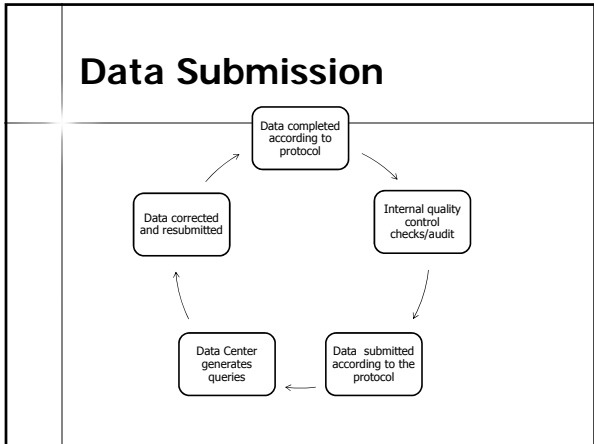 Data Submission
Data completed
according to
protocol
Internal quality
control
checks/audit
Data submitted
according to the
protocol
Data Center
generates
queries
Data corrected
and resubmitted